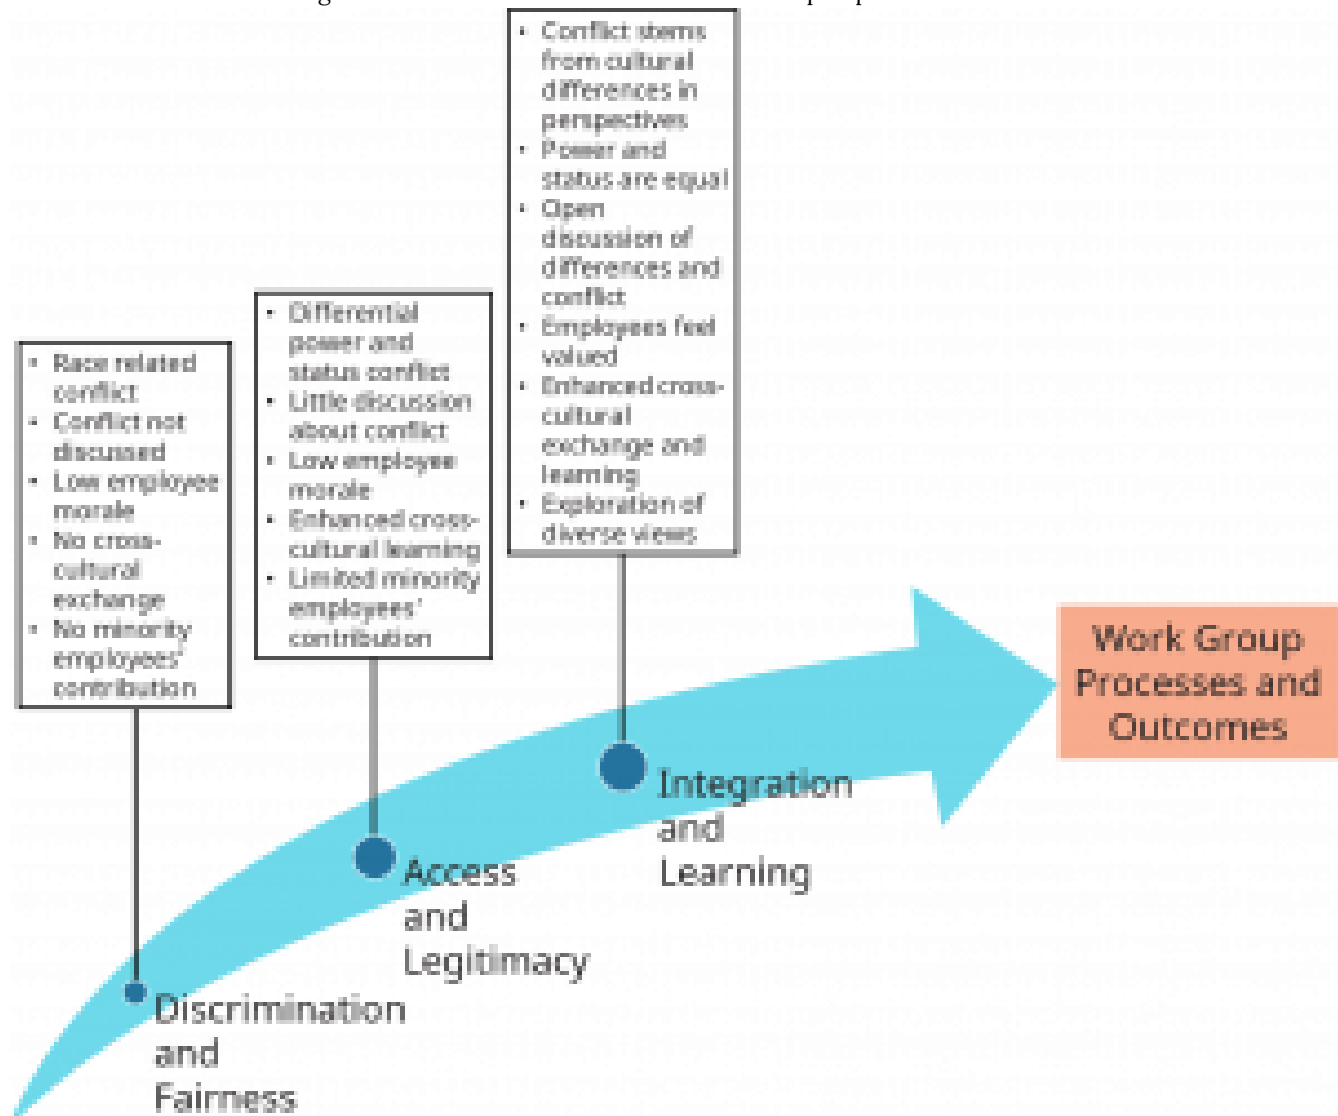 • Conflict stems
from cultural
differences in
perspectives
• Power and
status are equal
• Open
discussion of
differences and
conflict
• Employees feel
valued
• Enhanced cross-
cultural
exchange and
learning
• Exploration of
diverse views
• Differential
power and
status conflict
• Little discussion
about conflict
• Low employee
morale
• Enhanced cross-
cultural learning
• Limited minority
employees'
contribution
• Race related
conflict
• Conflict not
discussed
• Low employee
morale
• No cross-
cultural
exchange
• No minority
employees'
contribution
Work Group
Processes and
Outcomes
Integration
and
Learning
Access
and
Legitimacy
Discrimination
and
Fairness